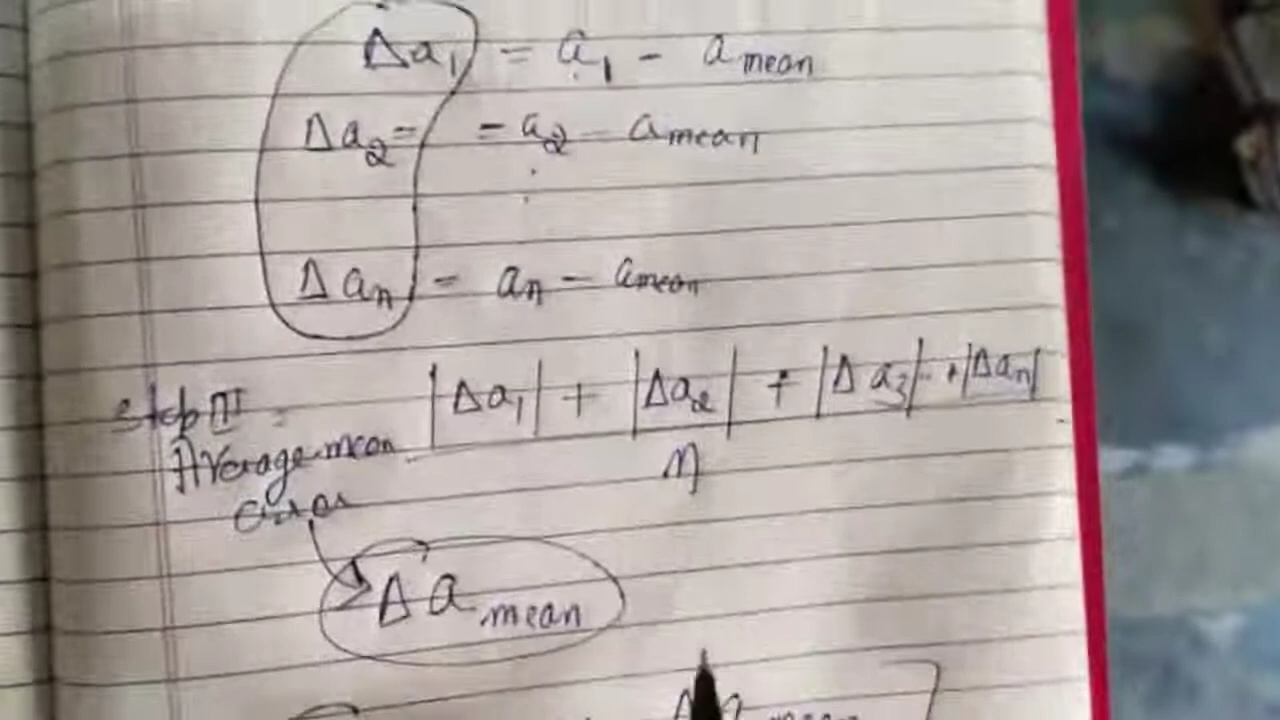 Δa₁ = a₁ - a mean
Δa₂ = = a₂ - a mean
Δan = an - a mean
Step III
|Δa₁| + |Δa₂| + |Δa₃| .. + |Δan|
Average mean
n
error
Δa mean